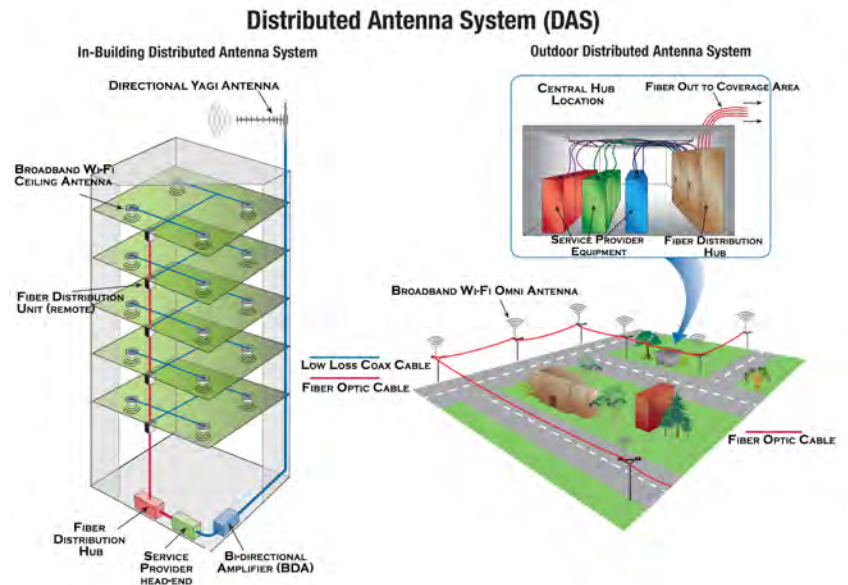 Distributed Antenna System (DAS)
In-Building Distributed Antenna System
DIRECTIONAL YAGI ANTENNA
BROADBAND WI-FI
CEILING ANTENNA
FIBER DISTRIBUTION
UNIT (REMOTE)
LOW LOSS COAX CABLE
FIBER OPTIC CABLE
FIBER
DISTRIBUTION
HUB
SERVICE
PROVIDER
HEAD-END
BI-DIRECTIONAL
AMPLIFIER (BDA)
Outdoor Distributed Antenna System
CENTRAL HUB
LOCATION
FIBER OUT TO COVERAGE AREA
SERVICE PROVIDER
EQUIPMENT
FIBER DISTRIBUTION
HUB
BROADBAND WI-FI OMNI ANTENNA
FIBER OPTIC CABLE